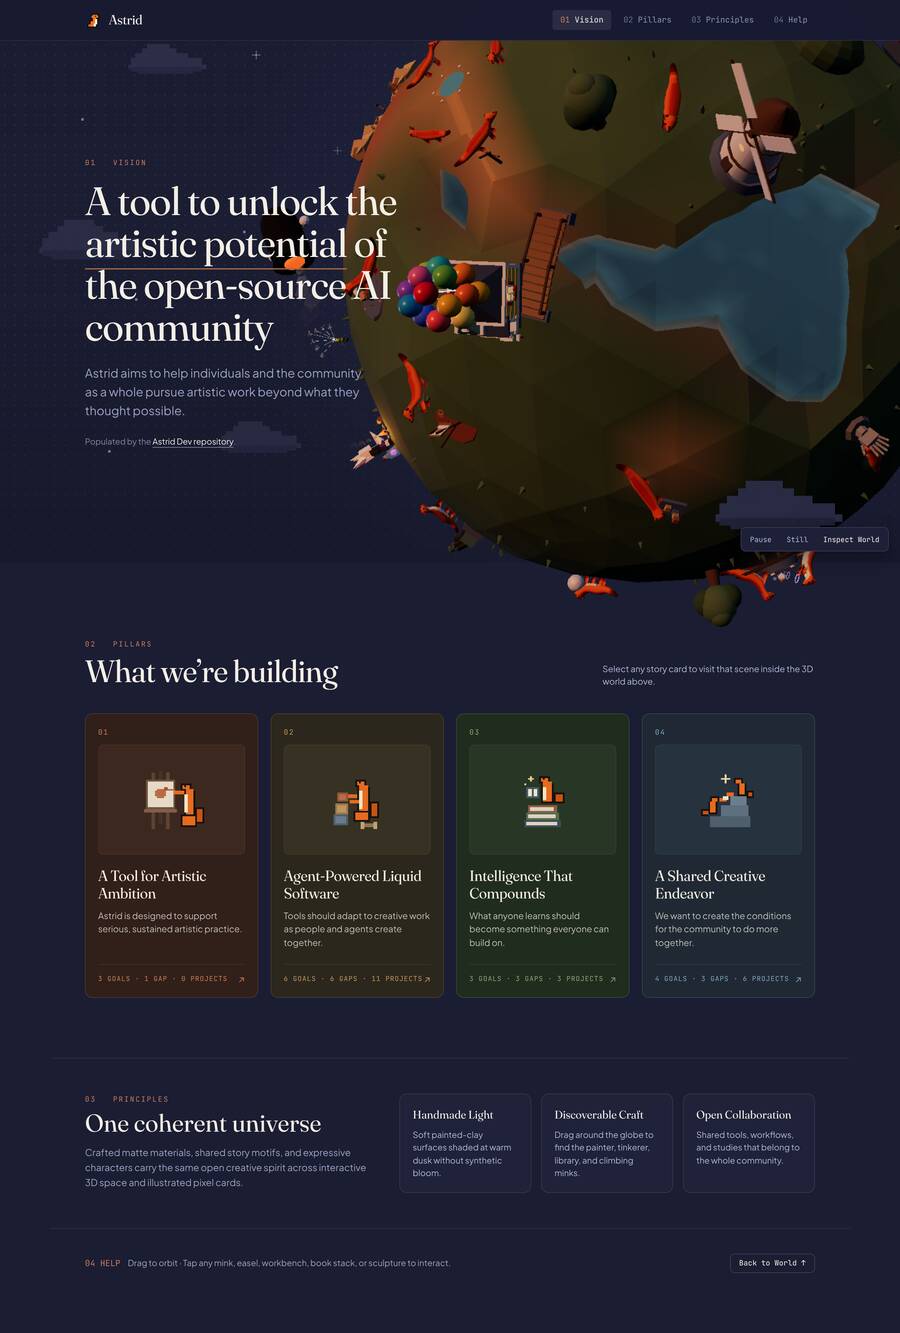 Astrid
01 Vision
02 Pillars
03 Principles
04 Help
01 VISION
A tool to unlock the
artistic potential of
the open-source AI
community
Astrid aims to help individuals and the community
as a whole pursue artistic work beyond what they
thought possible.
Populated by the Astrid Dev repository
Pause Still Inspect World
02 PILLARS
What we’re building
Select any story card to visit that scene inside the 3D
world above.
01
A Tool for Artistic
Ambition
Astrid is designed to support
serious, sustained artistic practice.
3 GOALS · 1 GAP · 0 PROJECTS ↗
02
Agent-Powered Liquid
Software
Tools should adapt to creative work
as people and agents create
together.
6 GOALS · 6 GAPS · 11 PROJECTS ↗
03
Intelligence That
Compounds
What anyone learns should
become something everyone can
build on.
3 GOALS · 3 GAPS · 3 PROJECTS ↗
04
A Shared Creative
Endeavor
We want to create the conditions
for the community to do more
together.
4 GOALS · 3 GAPS · 6 PROJECTS ↗
03 PRINCIPLES
One coherent universe
Crafted matte materials, shared story motifs, and expressive
characters carry the same open creative spirit across interactive
3D space and illustrated pixel cards.
Handmade Light
Soft painted-clay
surfaces shaded at warm
dusk without synthetic
bloom.
Discoverable Craft
Drag around the globe to
find the painter, tinkerer,
library, and climbing
minks.
Open Collaboration
Shared tools, workflows,
and studies that belong to
the whole community.
04 HELP Drag to orbit · Tap any mink, easel, workbench, book stack, or sculpture to interact.
Back to World ↑